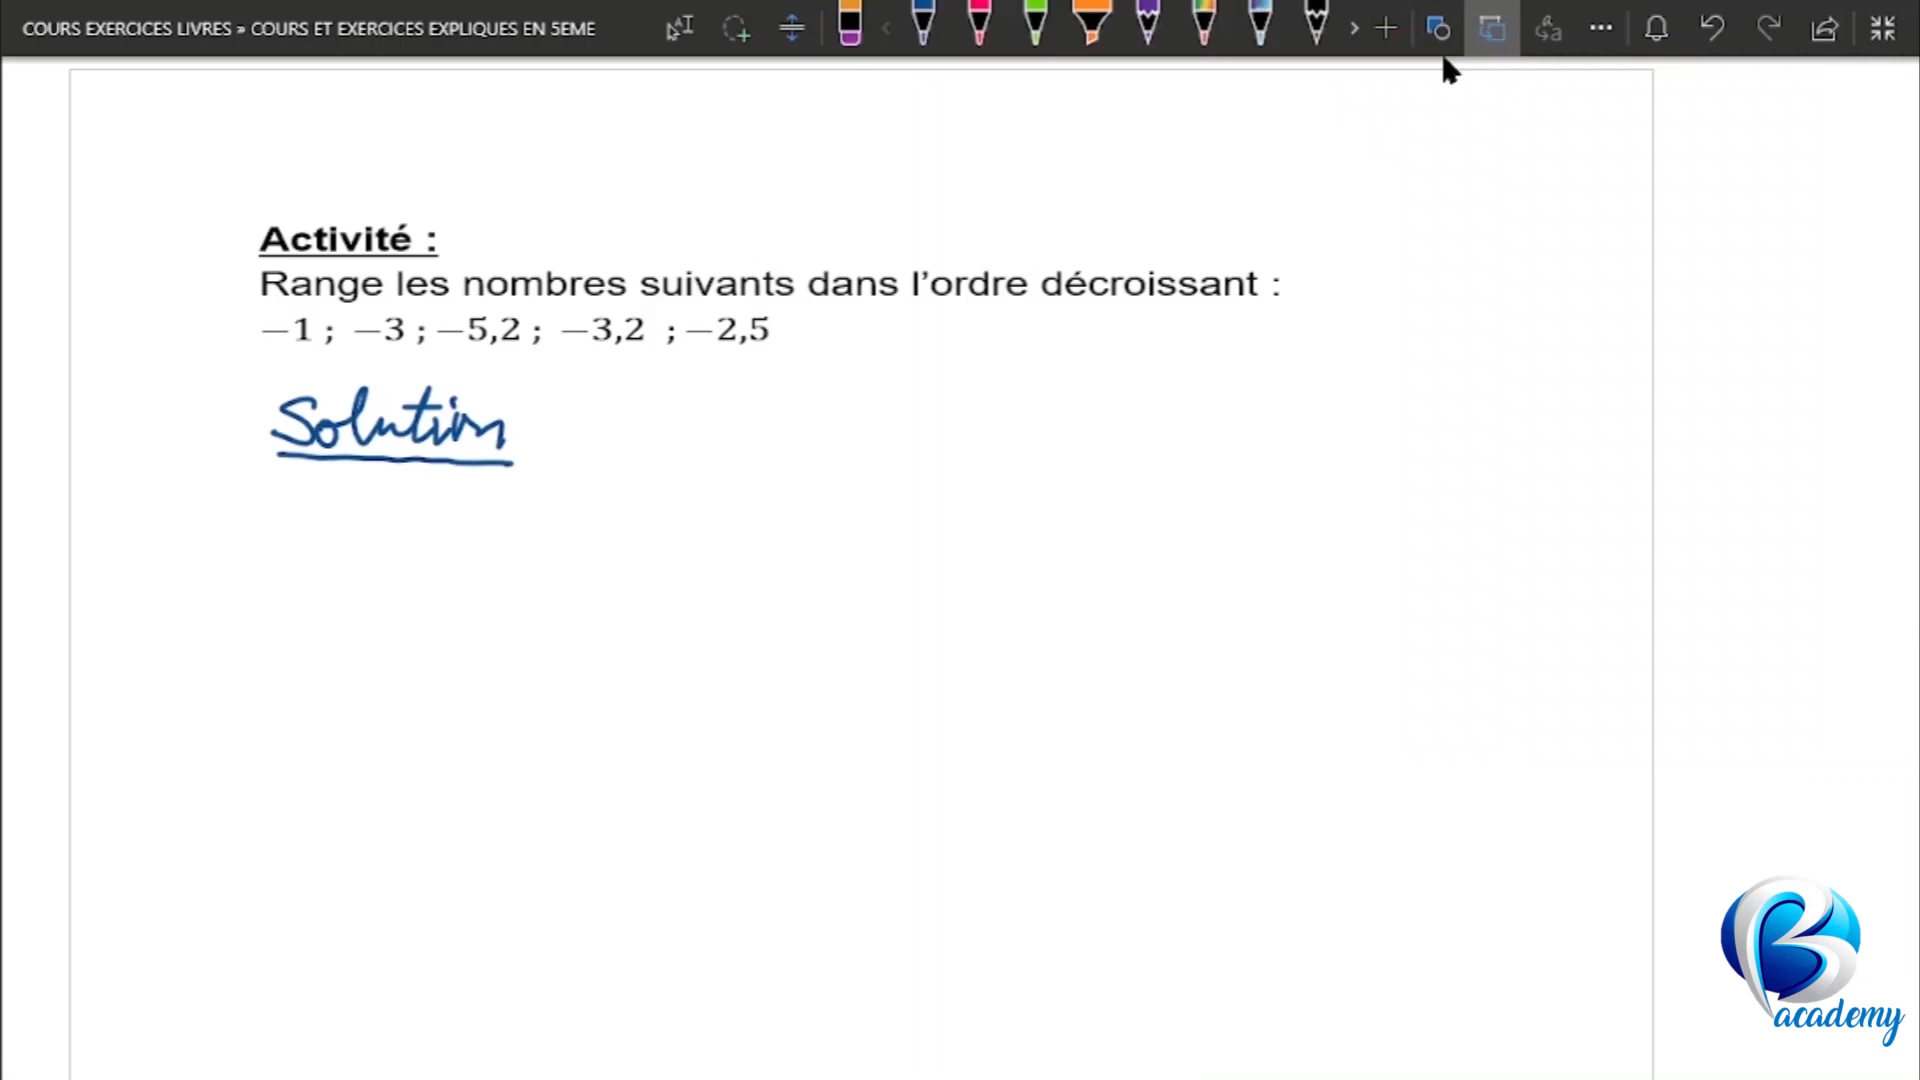 COURS EXERCICES LIVRES » COURS ET EXERCICES EXPLIQUES EN 5EME
Activité :
Range les nombres suivants dans l’ordre décroissant :
−1 ; −3 ; −5,2 ; −3,2 ; −2,5
Solution
B
academy